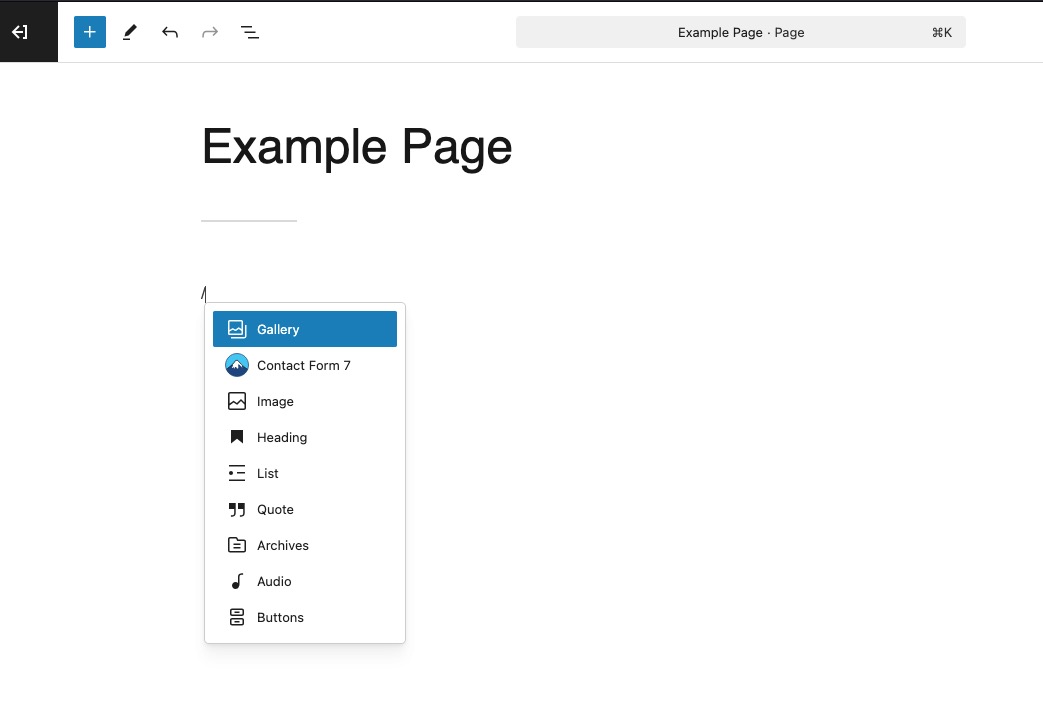 Example Page · Page ⌘K
Example Page
/
Gallery
Contact Form 7
Image
Heading
List
Quote
Archives
Audio
Buttons